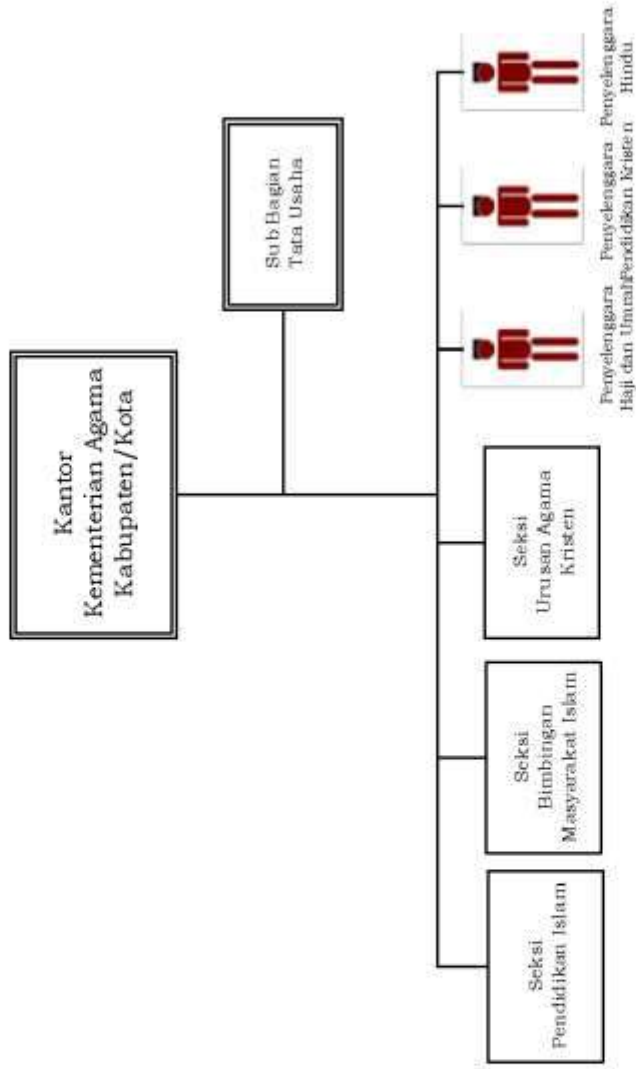 Kantor
Kementerian Agama
Kabupaten/Kota
Sub Bagian
Tata Usaha
Seksi
Pendidikan Islam
Seksi
Bimbingan
Masyarakat Islam
Seksi
Urusan Agama
Kristen
Penyelenggara
Haji dan Umrah
Penyelenggara
Pendidikan Kristen
Penyelenggara
Hindu